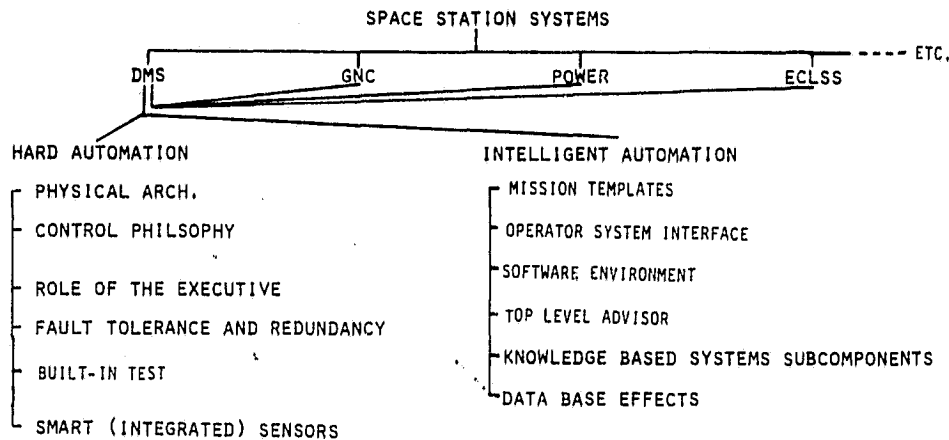 SPACE STATION SYSTEMS
ETC.
DMS GNC POWER ECLSS
HARD AUTOMATION
PHYSICAL ARCH.
CONTROL PHILSOPHY
ROLE OF THE EXECUTIVE
FAULT TOLERANCE AND REDUNDANCY
BUILT-IN TEST
SMART (INTEGRATED) SENSORS
INTELLIGENT AUTOMATION
MISSION TEMPLATES
OPERATOR SYSTEM INTERFACE
SOFTWARE ENVIRONMENT
TOP LEVEL ADVISOR
KNOWLEDGE BASED SYSTEMS SUBCOMPONENTS
DATA BASE EFFECTS